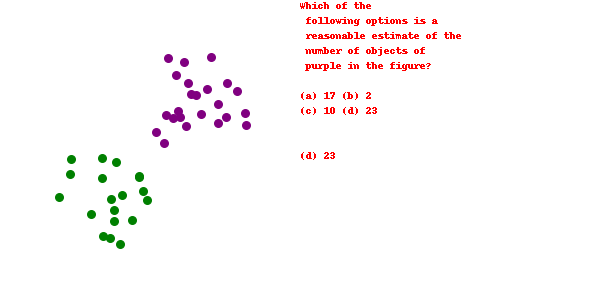 Which of the
following options is a
reasonable estimate of the
number of objects of
purple in the figure?
(a) 17 (b) 2
(c) 10 (d) 23
(d) 23